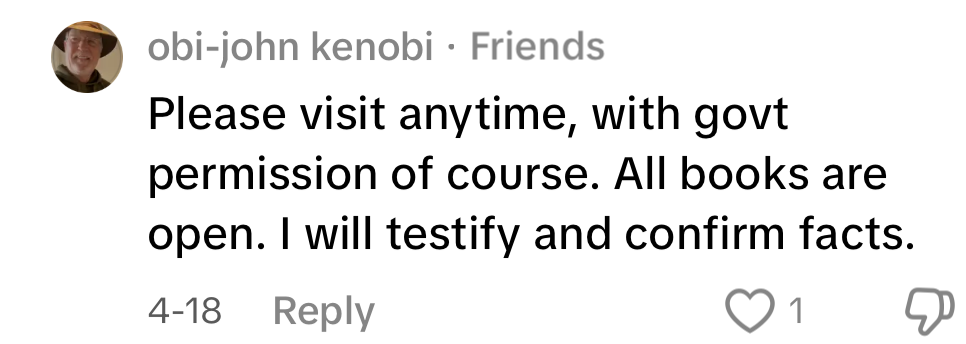 obi-john kenobi · Friends
Please visit anytime, with govt
permission of course. All books are
open. I will testify and confirm facts.
4-18 Reply 1